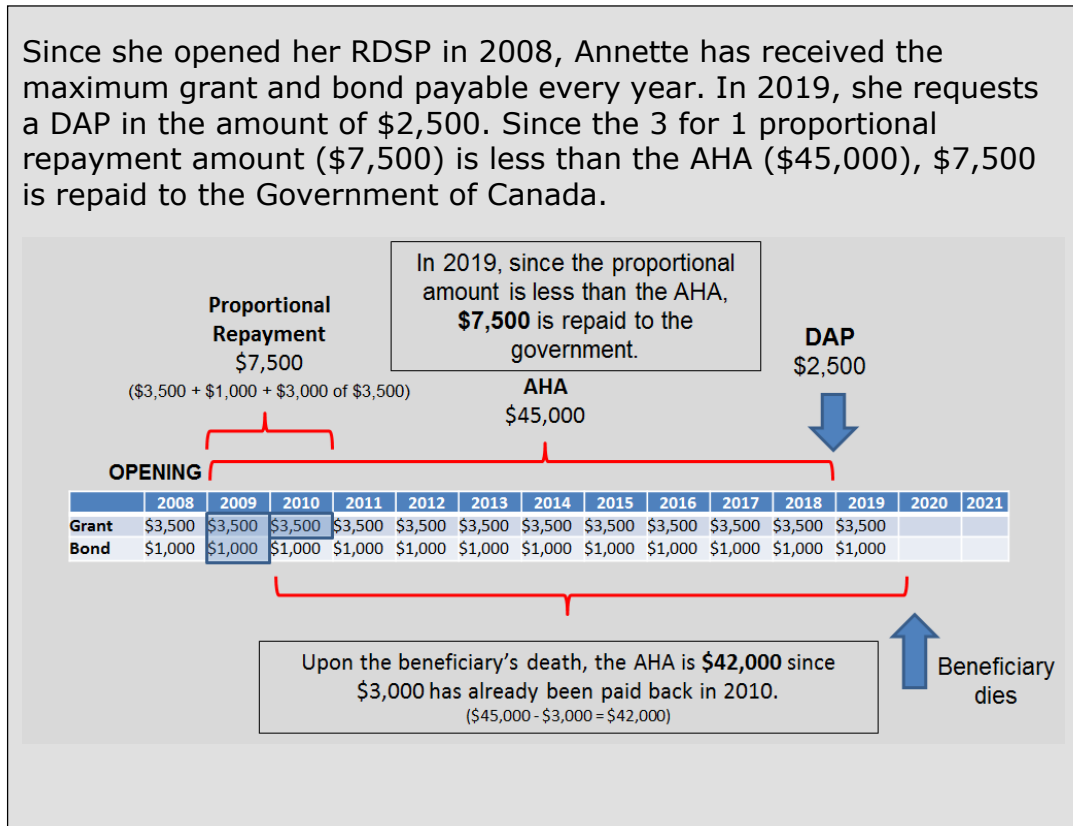 Since she opened her RDSP in 2008, Annette has received the
maximum grant and bond payable every year. In 2019, she requests
a DAP in the amount of $2,500. Since the 3 for 1 proportional
repayment amount ($7,500) is less than the AHA ($45,000), $7,500
is repaid to the Government of Canada.
In 2019, since the proportional
amount is less than the AHA,
$7,500 is repaid to the
government.
Proportional
Repayment
$7,500
($3,500 + $1,000 + $3,000 of $3,500)
DAP
$2,500
AHA
$45,000
OPENING
2008 2009 2010 2011 2012 2013 2014 2015 2016 2017 2018 2019 2020 2021
Grant $3,500 $3,500 $3,500 $3,500 $3,500 $3,500 $3,500 $3,500 $3,500 $3,500 $3,500 $3,500
Bond $1,000 $1,000 $1,000 $1,000 $1,000 $1,000 $1,000 $1,000 $1,000 $1,000 $1,000 $1,000
Upon the beneficiary's death, the AHA is $42,000 since
$3,000 has already been paid back in 2010.
($45,000 - $3,000 = $42,000)
Beneficiary
dies